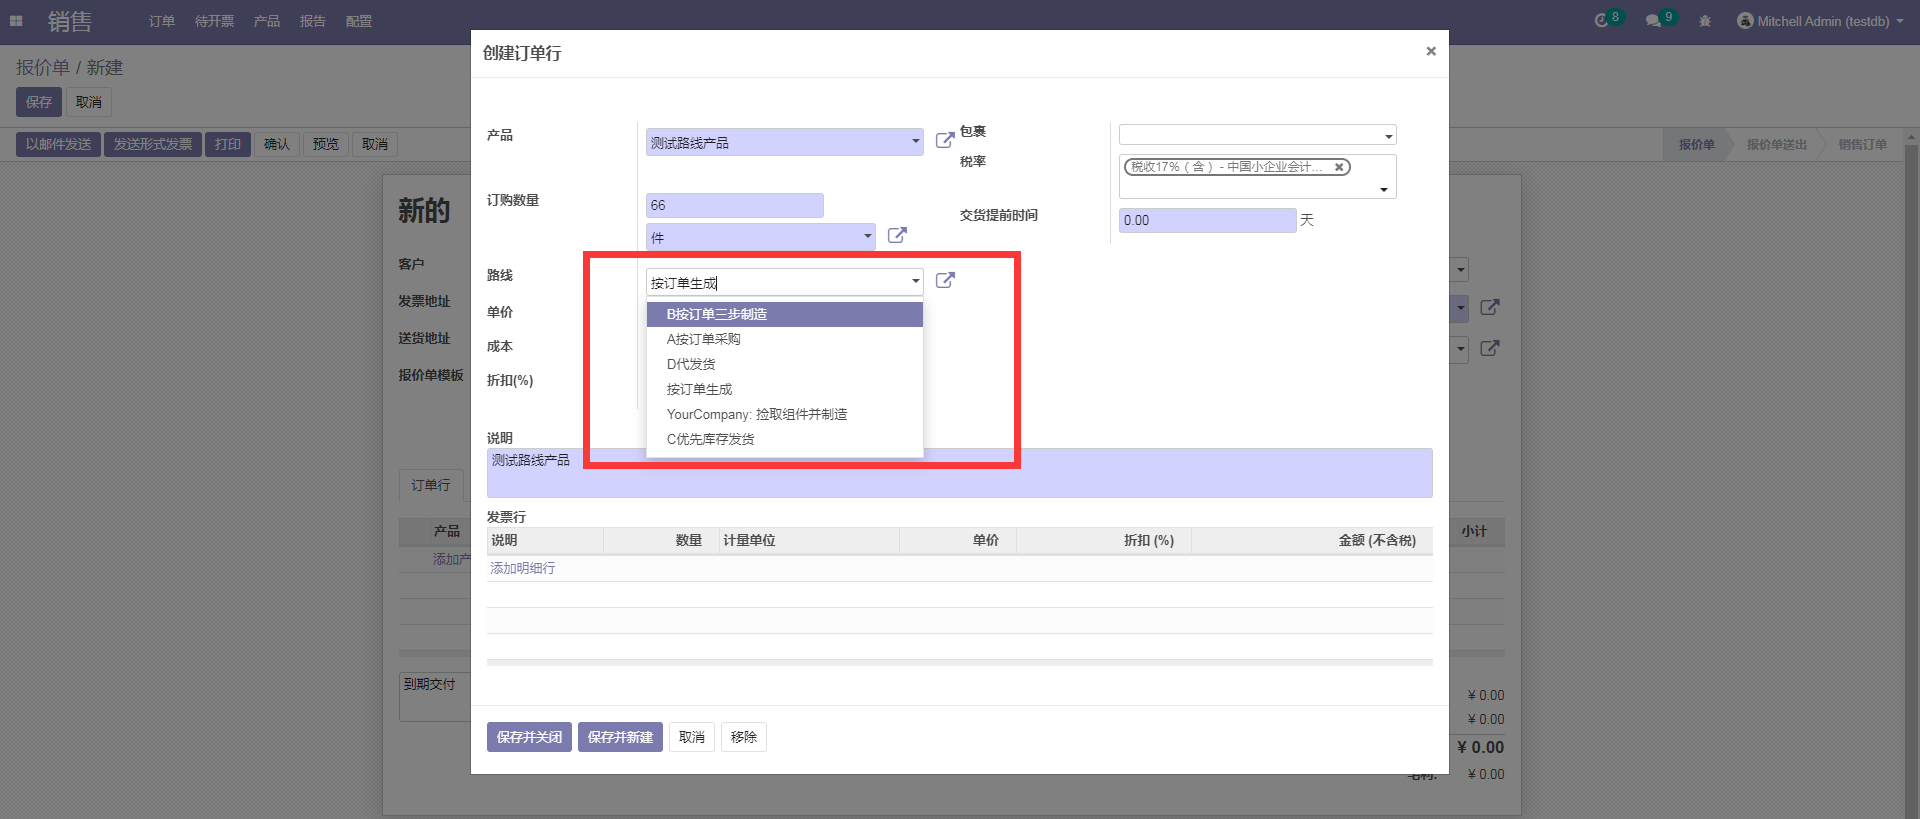 销售 订单 待开票 产品 报告 配置 8 9 Mitchell Admin (testdb)
报价单 / 新建
保存 取消
以邮件发送 发送形式发票 打印 确认 预览 取消 报价单 报价单送出 销售订单
新的
客户
发票地址
送货地址
报价单模板
订单行
产品 小计
添加产
到期交付
¥ 0.00
¥ 0.00
¥ 0.00
¥ 0.00
创建订单行 ×
产品 测试路线产品 包裹
税率 税收17%（含）- 中国小企业会计...
订购数量 66
交货提前时间 0.00 天
件
路线 按订单生成
单价
成本
折扣(%)
B按订单三步制造
A按订单采购
D代发货
按订单生成
YourCompany: 捡取组件并制造
C优先库存发货
说明
测试路线产品
发票行
说明 数量 计量单位 单价 折扣 (%) 金额 (不含税)
添加明细行
保存并关闭 保存并新建 取消 移除